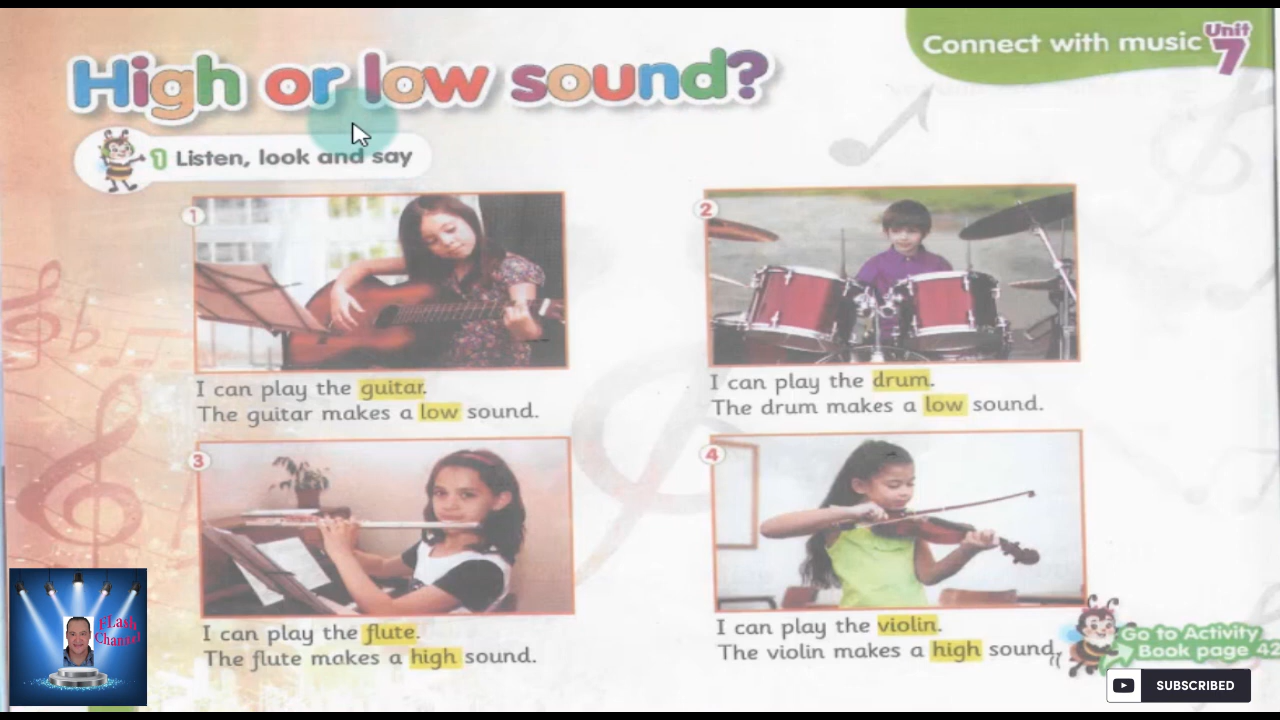 Connect with music
Unit
7
High or low sound?
1 Listen, look and say
1
I can play the guitar.
The guitar makes a low sound.
2
I can play the drum.
The drum makes a low sound.
3
I can play the flute.
The flute makes a high sound.
4
I can play the violin.
The violin makes a high sound.
Go to Activity
Book page 42
FLash
Channel
SUBSCRIBED